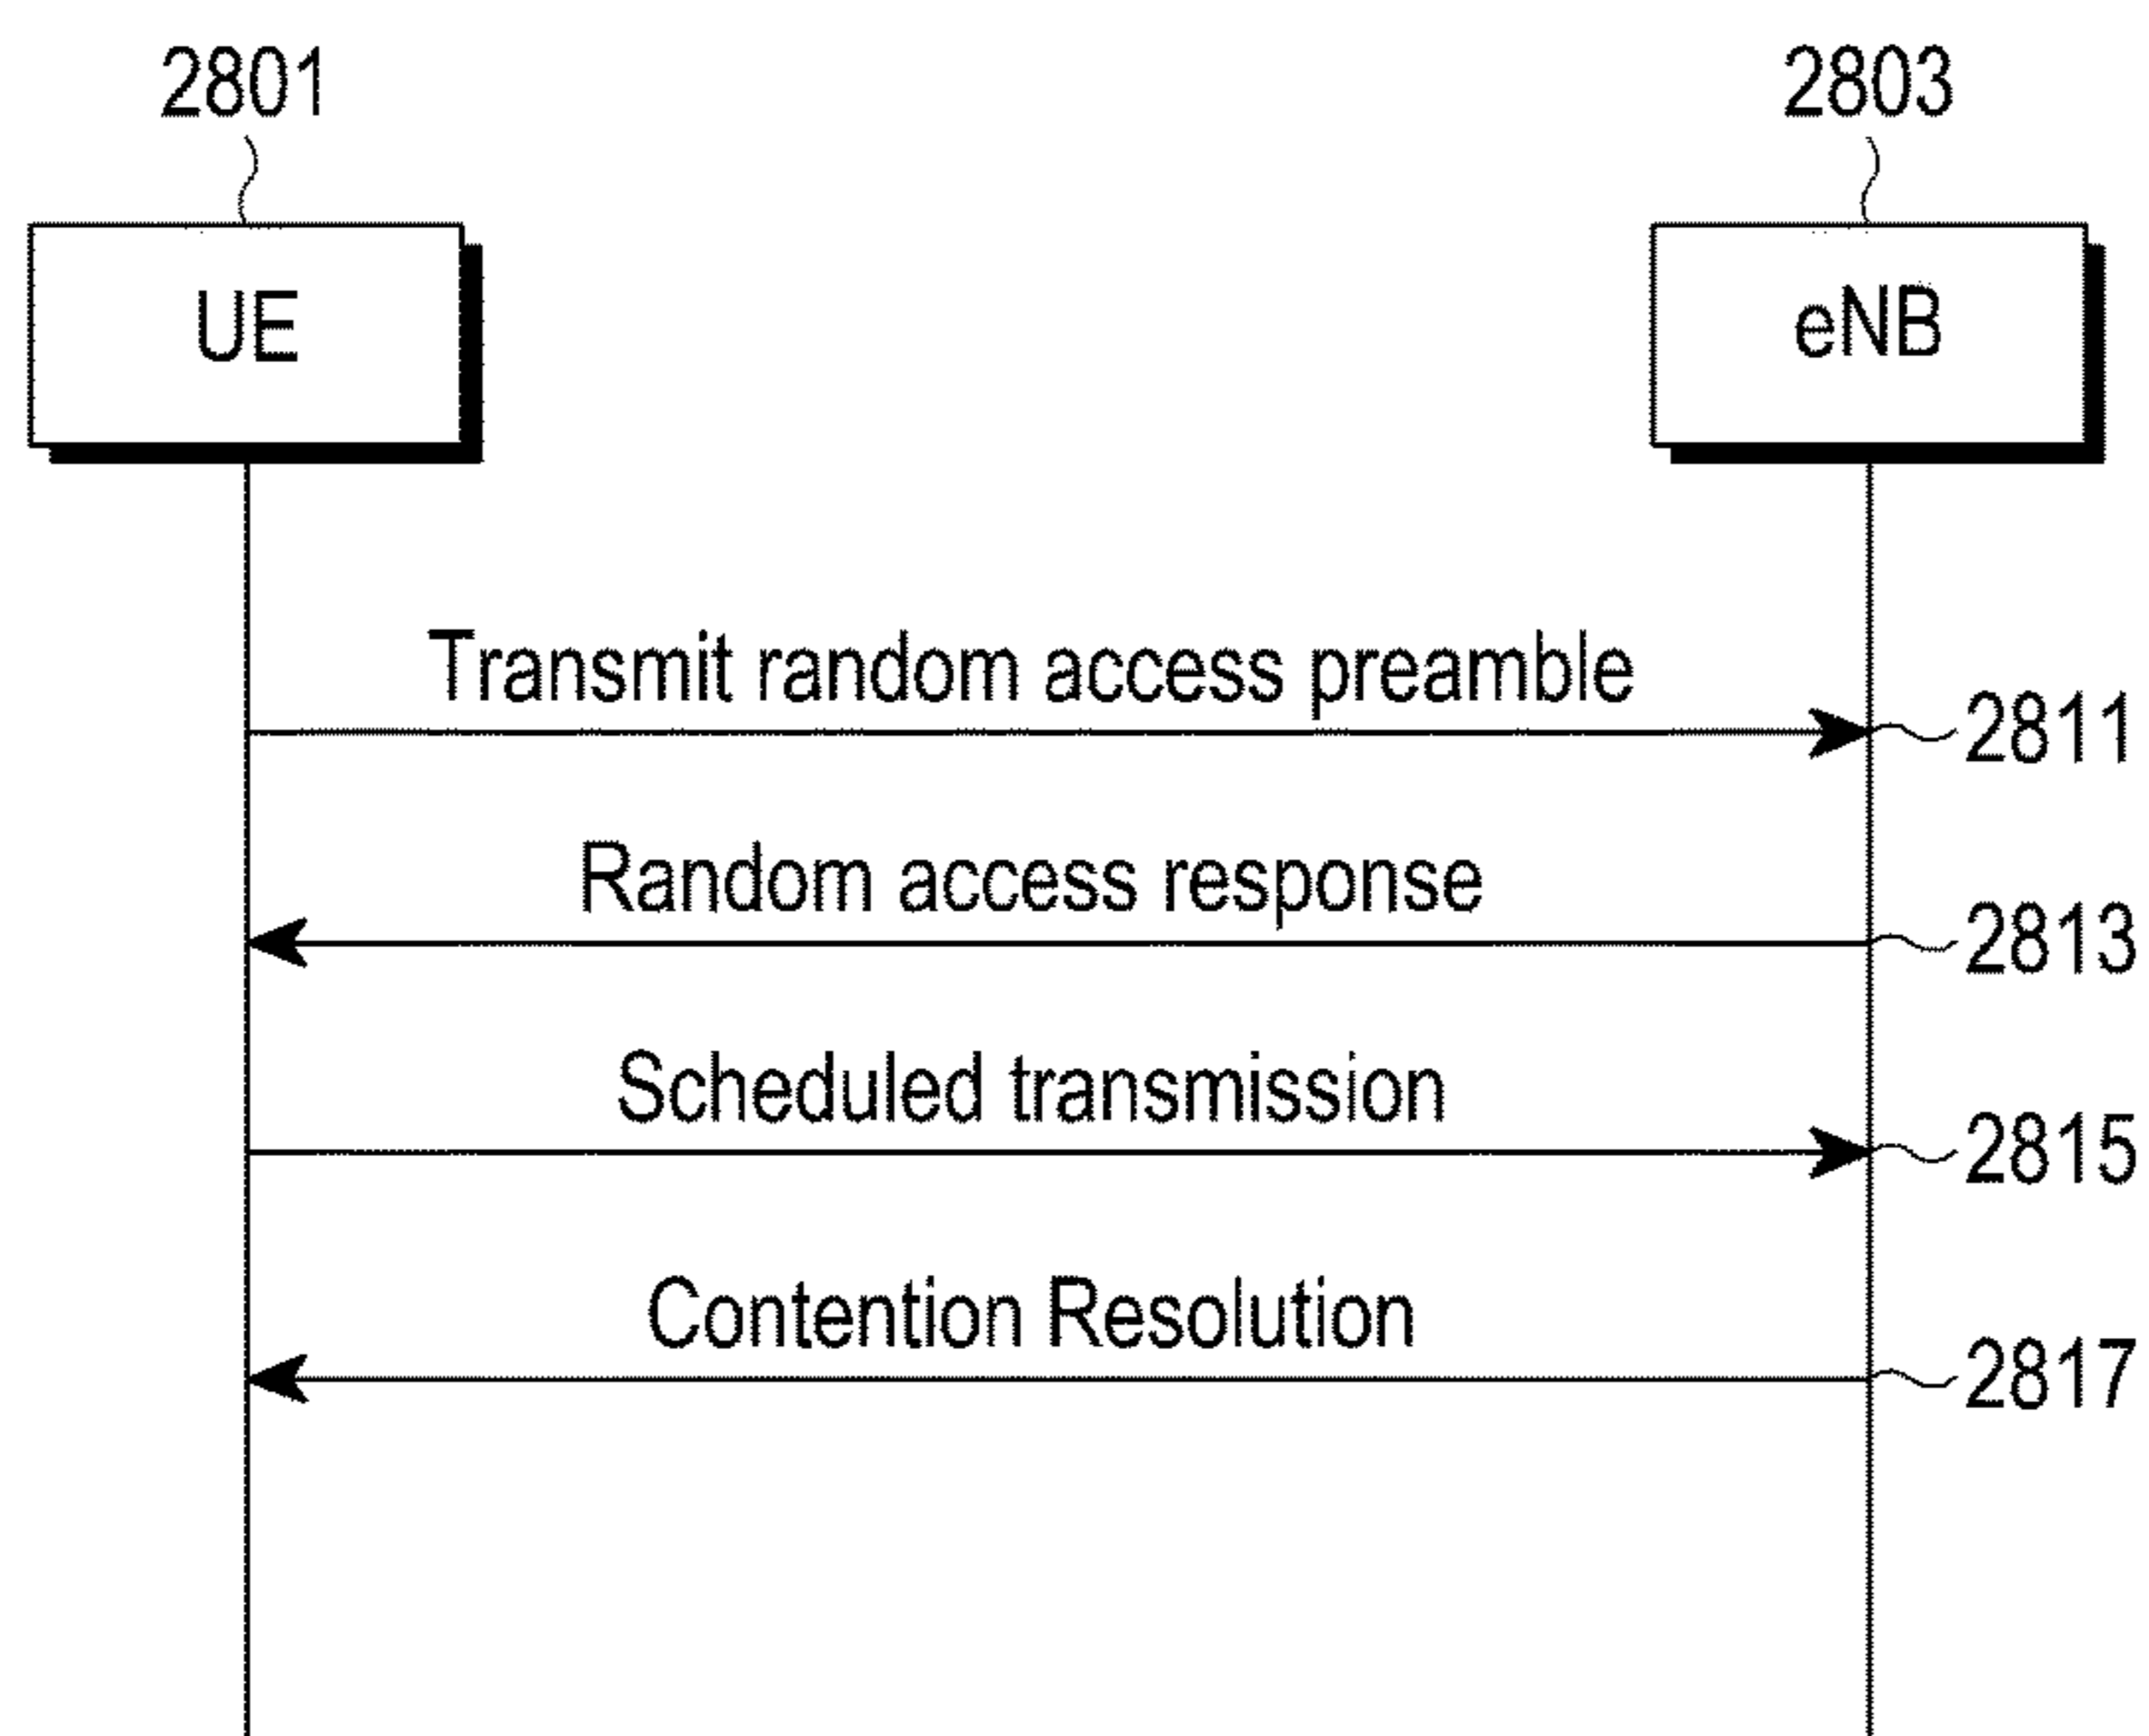 2801
2803
UE
eNB
Transmit random access preamble
2811
Random access response
2813
Scheduled transmission
2815
Contention Resolution
2817